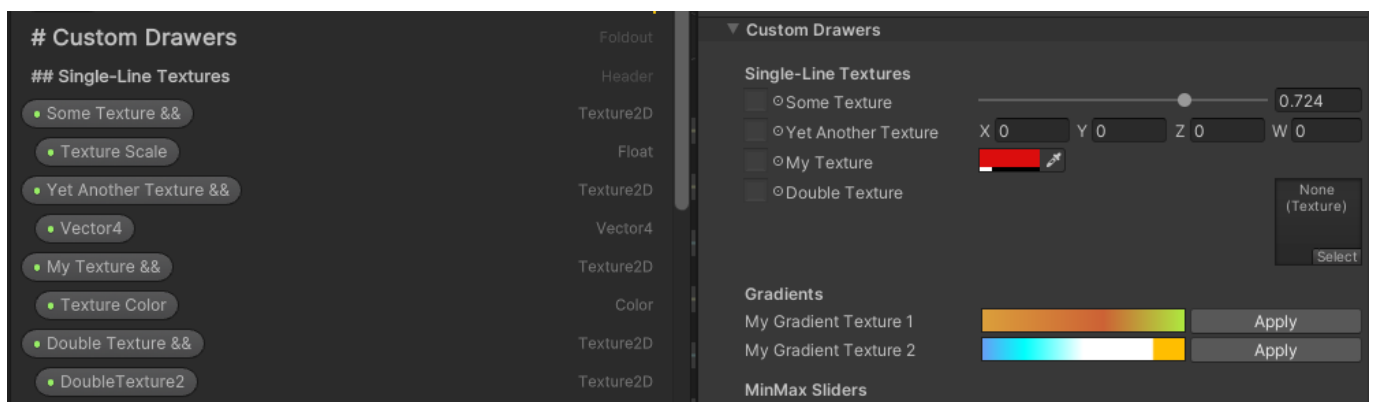 # Custom Drawers
Foldout
## Single-Line Textures
Header
Some Texture &&
Texture2D
Texture Scale
Float
Yet Another Texture &&
Texture2D
Vector4
Vector4
My Texture &&
Texture2D
Texture Color
Color
Double Texture &&
Texture2D
DoubleTexture2
Texture2D
Custom Drawers
Single-Line Textures
Some Texture
0.724
Yet Another Texture
X 0
Y 0
Z 0
W 0
My Texture
Double Texture
None
(Texture)
Select
Gradients
My Gradient Texture 1
Apply
My Gradient Texture 2
Apply
MinMax Sliders